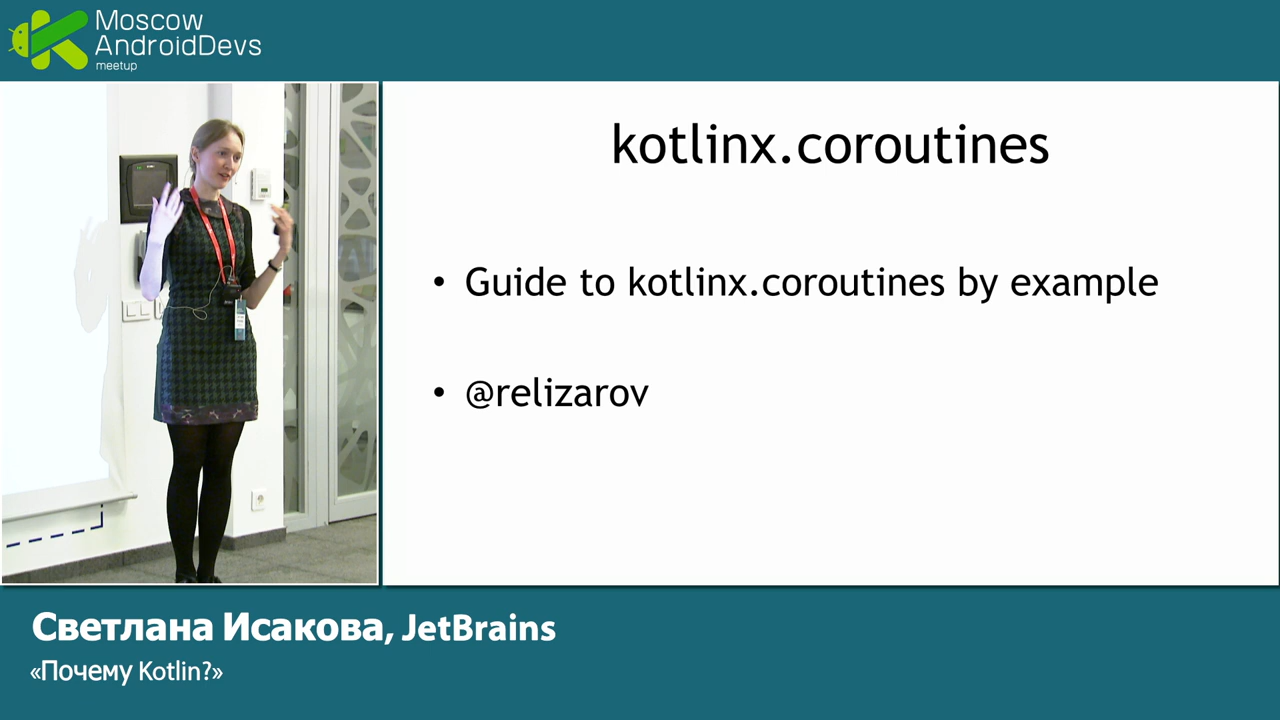 Moscow
AndroidDevs
meetup
kotlinx.coroutines
• Guide to kotlinx.coroutines by example
• @relizarov
Светлана Исакова, JetBrains
«Почему Kotlin?»